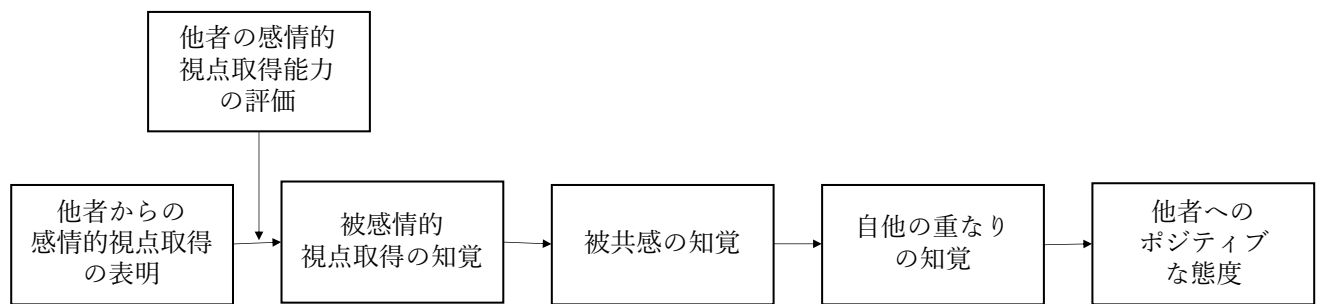 他者の感情的
視点取得能力
の評価
他者からの
感情的視点取得
の表明
被感情的
視点取得の知覚
被共感の知覚
自他の重なり
の知覚
他者への
ポジティブ
な態度